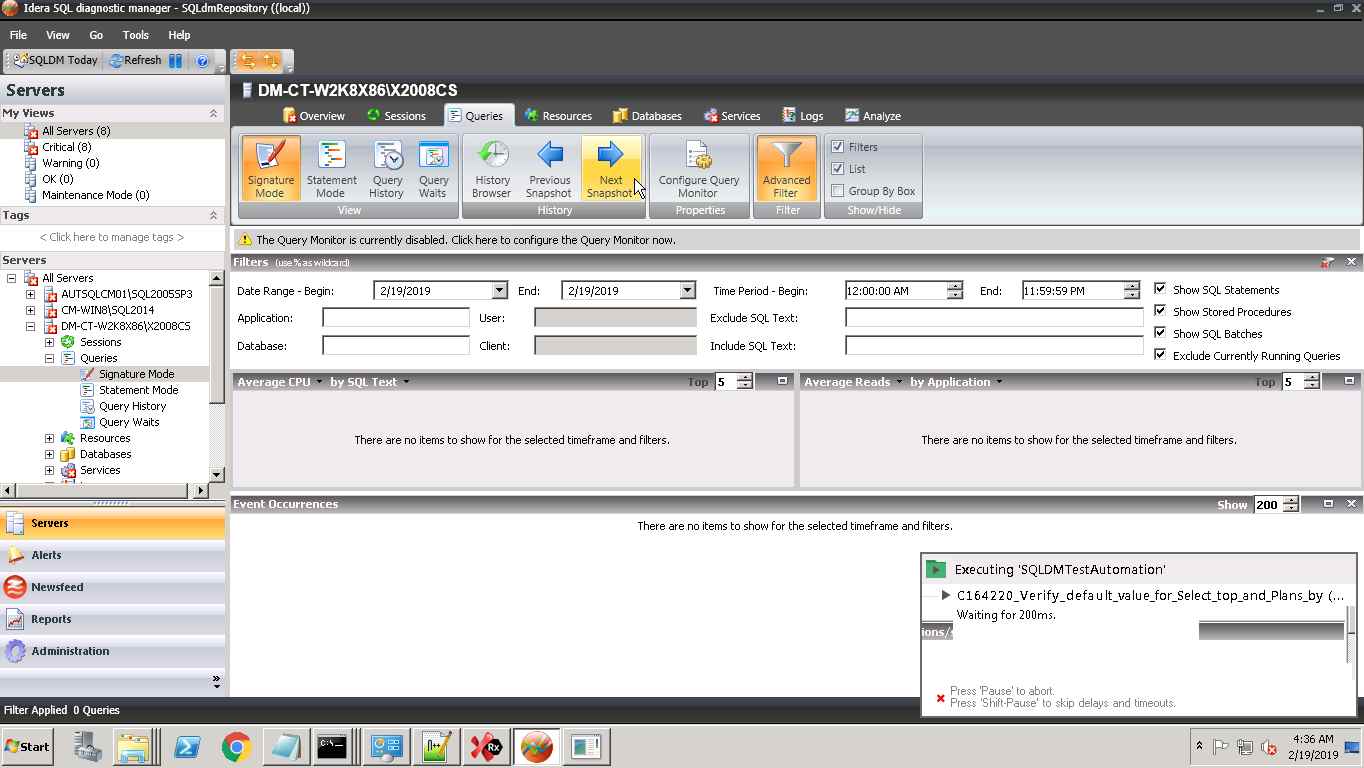 Idera SQL diagnostic manager - SQLdmRepository ((local))
File View Go Tools Help
SQLDM Today Refresh
Servers
My Views
All Servers (8)
Critical (8)
Warning (0)
OK (0)
Maintenance Mode (0)
Tags
< Click here to manage tags >
Servers
All Servers
AUTSQLCM01\SQL2005SP3
CM-WIN8\SQL2014
DM-CT-W2K8X86\X2008CS
Sessions
Queries
Signature Mode
Statement Mode
Query History
Query Waits
Resources
Databases
Services
Servers
Alerts
Newsfeed
Reports
Administration
DM-CT-W2K8X86\X2008CS
Overview Sessions Queries Resources Databases Services Logs Analyze
Signature Mode
Statement Mode
Query History
Query Waits
View
History Browser
Previous Snapshot
Next Snapshot
History
Configure Query Monitor
Properties
Advanced Filter
Filter
Filters
List
Group By Box
Show/Hide
The Query Monitor is currently disabled. Click here to configure the Query Monitor now.
Filters (use % as wildcard)
Date Range - Begin: 2/19/2019 End: 2/19/2019 Time Period - Begin: 12:00:00 AM End: 11:59:59 PM Show SQL Statements
Application: User: Exclude SQL Text: Show Stored Procedures
Show SQL Batches
Database: Client: Include SQL Text: Exclude Currently Running Queries
Average CPU by SQL Text Top 5
There are no items to show for the selected timeframe and filters.
Average Reads by Application Top 5
There are no items to show for the selected timeframe and filters.
Event Occurrences Show 200
There are no items to show for the selected timeframe and filters.
Executing 'SQLDMTestAutomation'
C164220_Verify_default_value_for_Select_top_and_Plans_by (...
Waiting for 200ms.
ions/s
Press 'Pause' to abort.
Press 'Shift-Pause' to skip delays and timeouts.
Filter Applied 0 Queries
Start
C:\
Rx
4:36 AM
2/19/2019